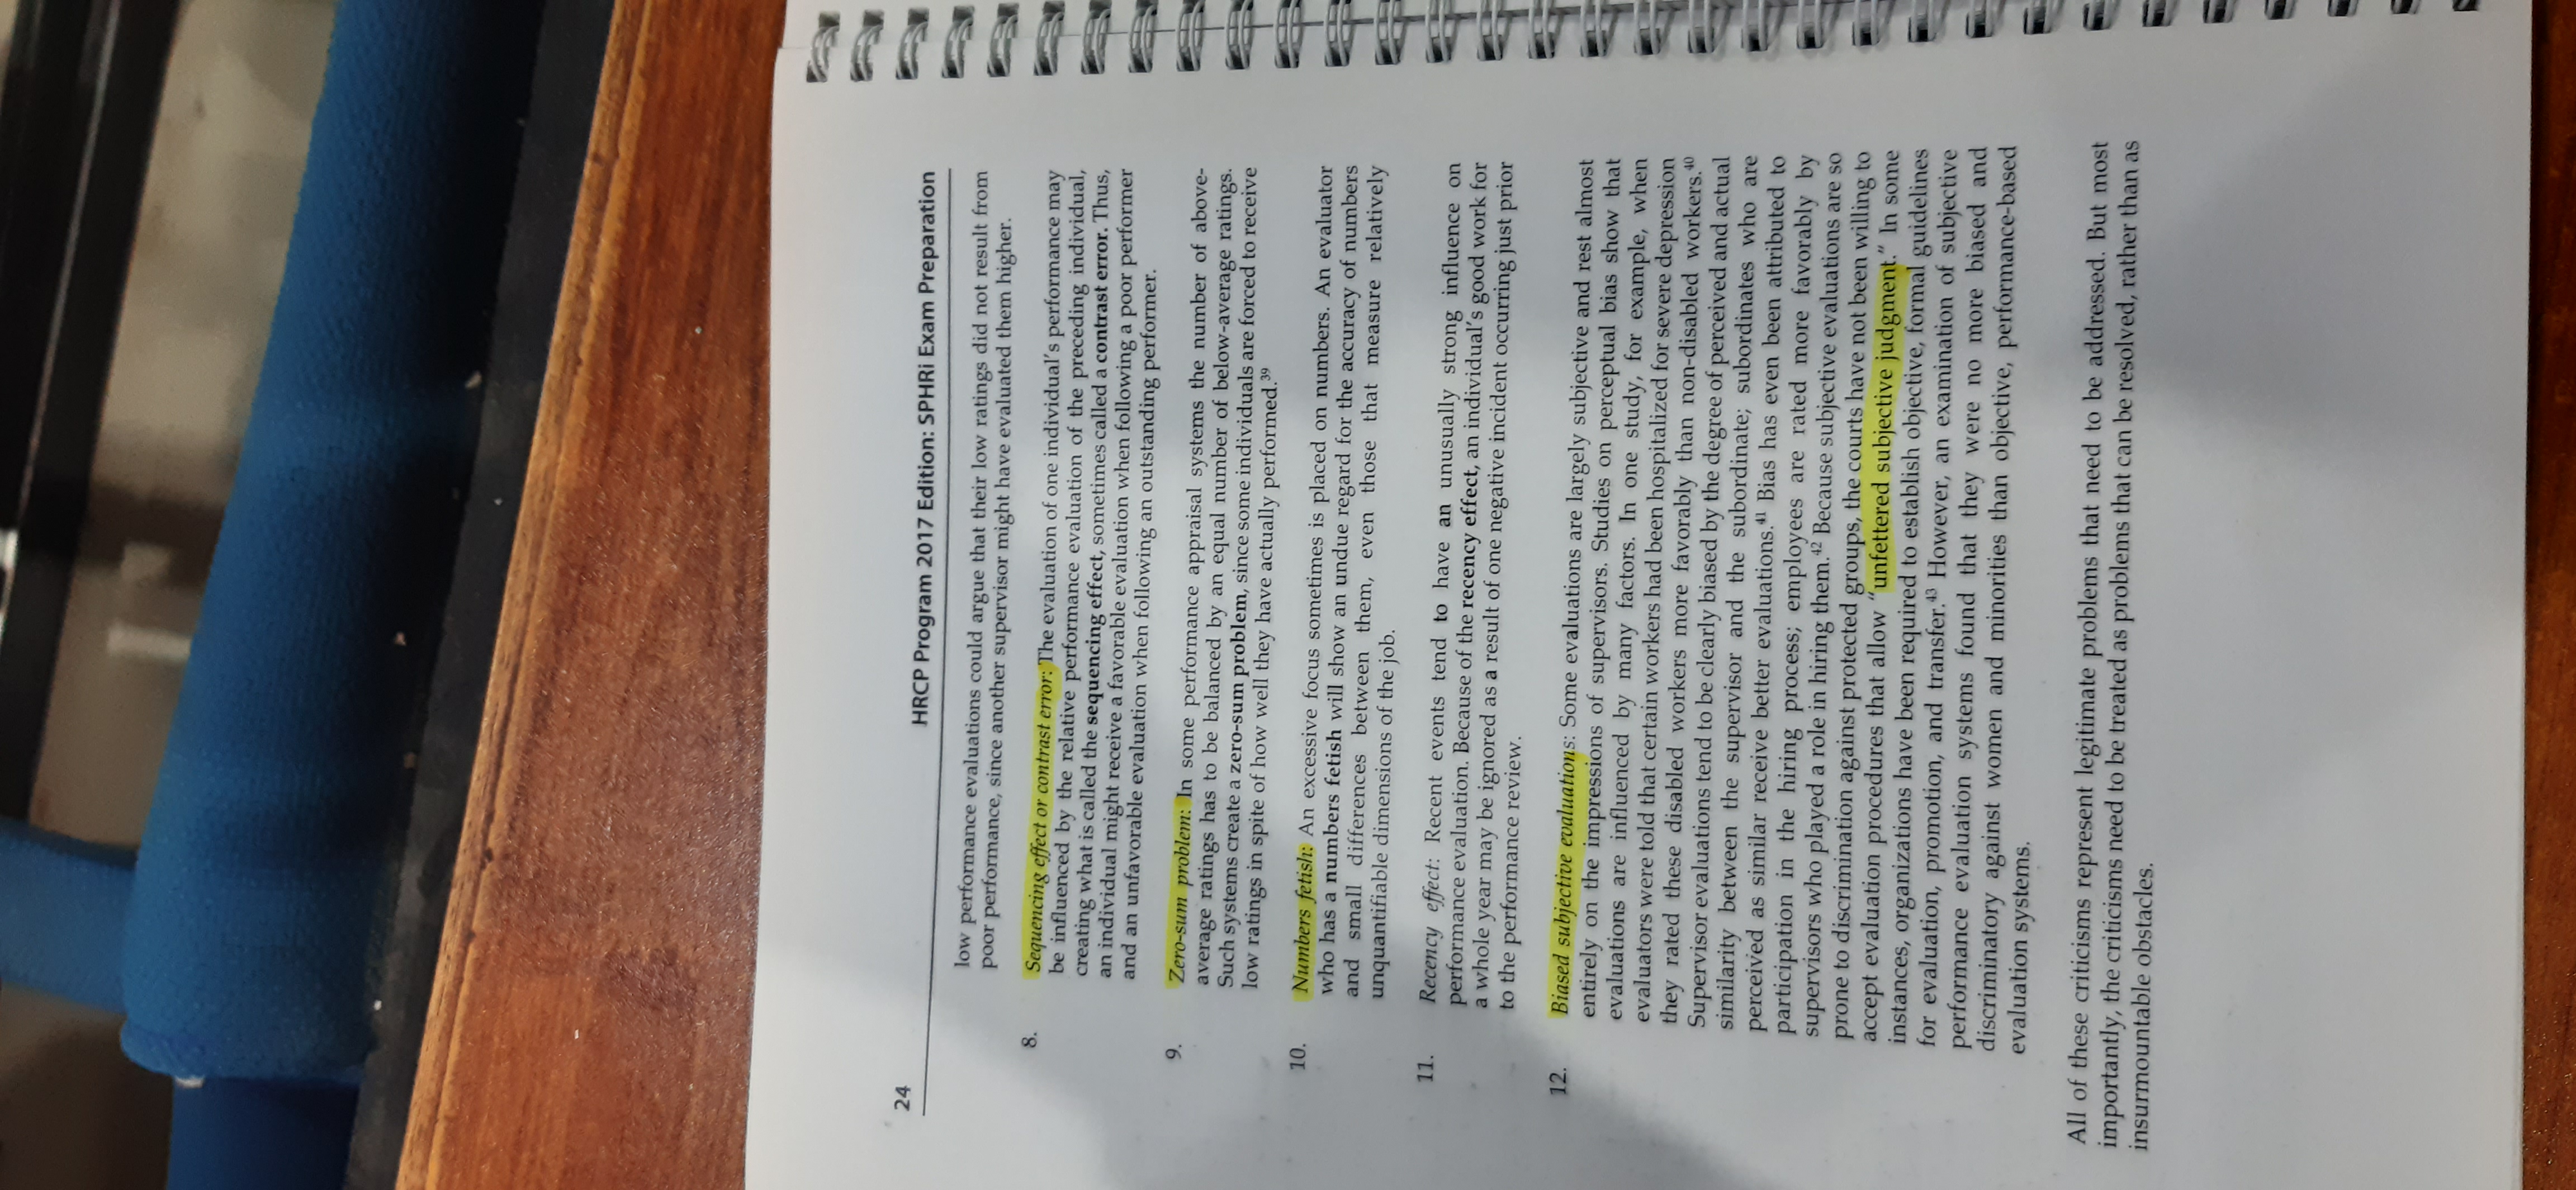 24
HRCP Program 2017 Edition: SPHRi Exam Preparation
low performance evaluations could argue that their low ratings did not result from
poor performance, since another supervisor might have evaluated them higher.
8. Sequencing effect or contrast error: The evaluation of one individual's performance may
be influenced by the relative performance evaluation of the preceding individual,
creating what is called the sequencing effect, sometimes called a contrast error. Thus,
an individual might receive a favorable evaluation when following a poor performer
and an unfavorable evaluation when following an outstanding performer.
9. Zero-sum problem: In some performance appraisal systems the number of above-
average ratings has to be balanced by an equal number of below-average ratings.
Such systems create a zero-sum problem, since some individuals are forced to receive
low ratings in spite of how well they have actually performed.³⁹
10. Numbers fetish: An excessive focus sometimes is placed on numbers. An evaluator
who has a numbers fetish will show an undue regard for the accuracy of numbers
and small differences between them, even those that measure relatively
unquantifiable dimensions of the job.
11. Recency effect: Recent events tend to have an unusually strong influence on
performance evaluation. Because of the recency effect, an individual's good work for
a whole year may be ignored as a result of one negative incident occurring just prior
to the performance review.
12. Biased subjective evaluations: Some evaluations are largely subjective and rest almost
entirely on the impressions of supervisors. Studies on perceptual bias show that
evaluations are influenced by many factors. In one study, for example, when
evaluators were told that certain workers had been hospitalized for severe depression
they rated these disabled workers more favorably than non-disabled workers.⁴⁰
Supervisor evaluations tend to be clearly biased by the degree of perceived and actual
similarity between the supervisor and the subordinate; subordinates who are
perceived as similar receive better evaluations.⁴¹ Bias has even been attributed to
participation in the hiring process; employees are rated more favorably by
supervisors who played a role in hiring them.⁴² Because subjective evaluations are so
prone to discrimination against protected groups, the courts have not been willing to
accept evaluation procedures that allow "unfettered subjective judgment." In some
instances, organizations have been required to establish objective, formal guidelines
for evaluation, promotion, and transfer.⁴³ However, an examination of subjective
performance evaluation systems found that they were no more biased and
discriminatory against women and minorities than objective, performance-based
evaluation systems.
All of these criticisms represent legitimate problems that need to be addressed. But most
importantly, the criticisms need to be treated as problems that can be resolved, rather than as
insurmountable obstacles.